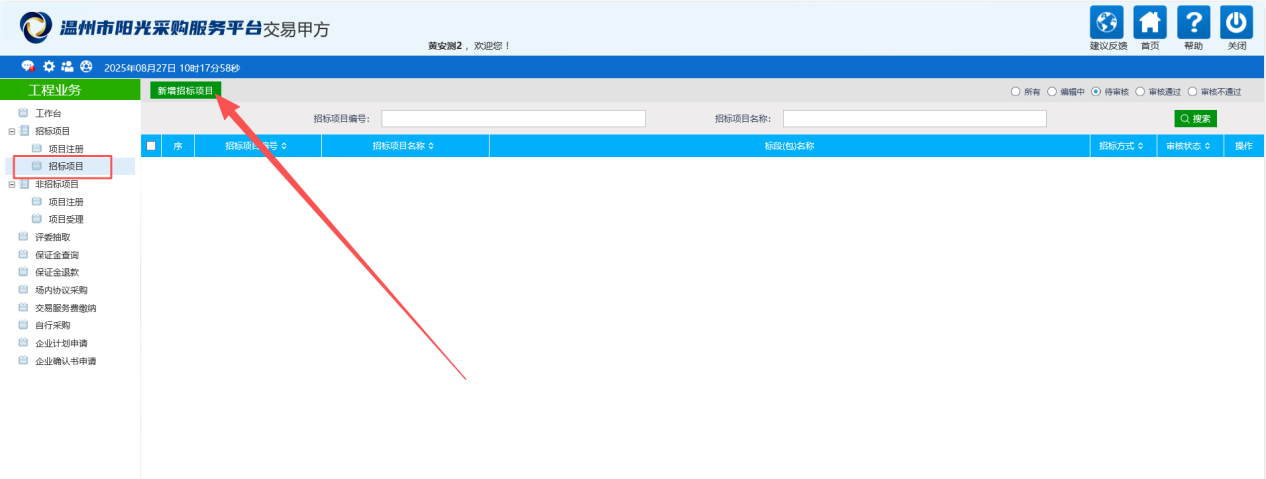 温州市阳光采购服务平台交易甲方
黄安测2 ，欢迎您！
建议反馈 首页 帮助 关闭
2025年08月27日 10时17分58秒
工程业务
新增招标项目
所有 编辑中 待审核 审核通过 审核不通过
工作台
招标项目编号： 招标项目名称： 搜索
招标项目
序 招标项目编号 招标项目名称 标段(包)名称 招标方式 审核状态 操作
项目注册
招标项目
非招标项目
项目注册
项目受理
评委抽取
保证金查询
保证金退款
场内协议采购
交易服务费缴纳
自行采购
企业计划申请
企业确认书申请